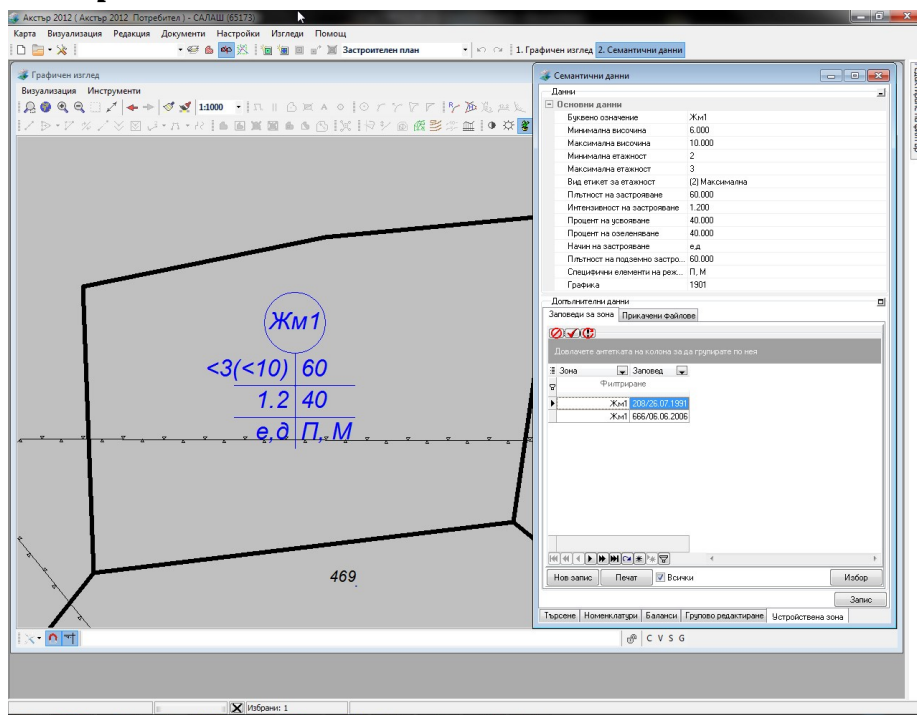 Акстър 2012 ( Акстър 2012 Потребител ) - САЛАШ (65173)
Карта Визуализация Редакция Документи Настройки Изгледи Помощ
Застроителен план 1. Графичен изглед 2. Семантични данни
Графичен изглед
Визуализация Инструменти
1:1000
Жм1
<3(<10) 60
1.2 40
е,д П, М
469
Семантични данни
Данни
Основни данни
Буквено означение Жм1
Минимална височина 6.000
Максимална височина 10.000
Минимална етажност 2
Максимална етажност 3
Вид етикет за етажност (2) Максимална
Плътност на застрояване 60.000
Интензивност на застрояване 1.200
Процент на усвояване 40.000
Процент на озеленяване 40.000
Начин на застрояване е,д
Плътност на подземно застро... 60.000
Специфични елементи на реж... П, М
Графика 1901
Допълнителни данни
Заповеди за зона Прикачени файлове
Довлачете антетката на колона за да групирате по нея
Зона Заповед
Филтриране
Жм1 208/26.07.1991
Жм1 666/06.06.2006
Нов запис Печат Всички Избор
Запис
Търсене Номенклатури Баланси Групово редактиране Устройствена зона
C V S G
Избрани: 1